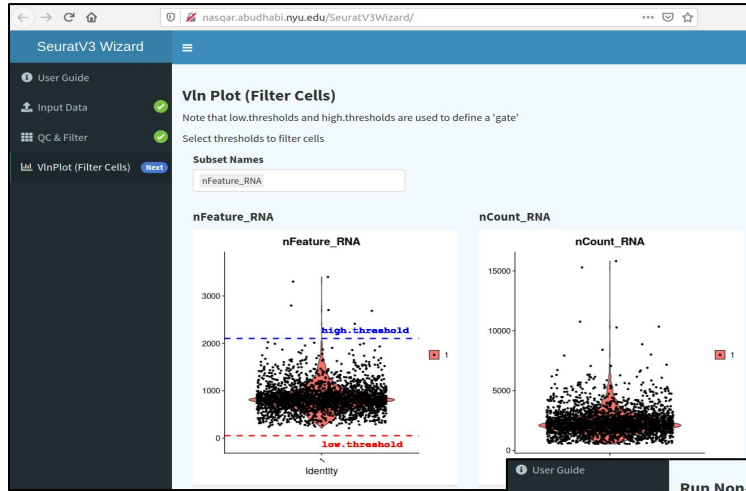 nasqar.abudhabi.nyu.edu/SeuratV3Wizard/
SeuratV3 Wizard
User Guide
Input Data
QC & Filter
VlnPlot (Filter Cells) Next
Vln Plot (Filter Cells)
Note that low.thresholds and high.thresholds are used to define a 'gate'
Select thresholds to filter cells
Subset Names
nFeature_RNA
nFeature_RNA
nFeature_RNA
3000
2000
1000
0
high.threshold
low.threshold
1
Identity
nCount_RNA
nCount_RNA
15000
10000
5000
0
1
User Guide
Run Non-